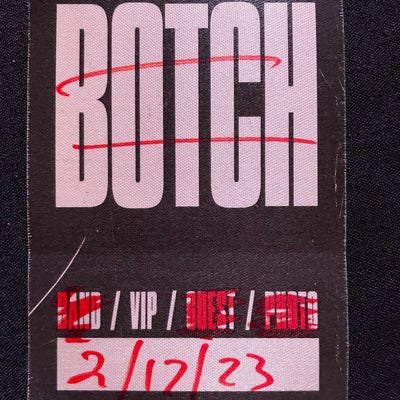 BOTCH
BAND / VIP / GUEST / PHOTO
2/17/23